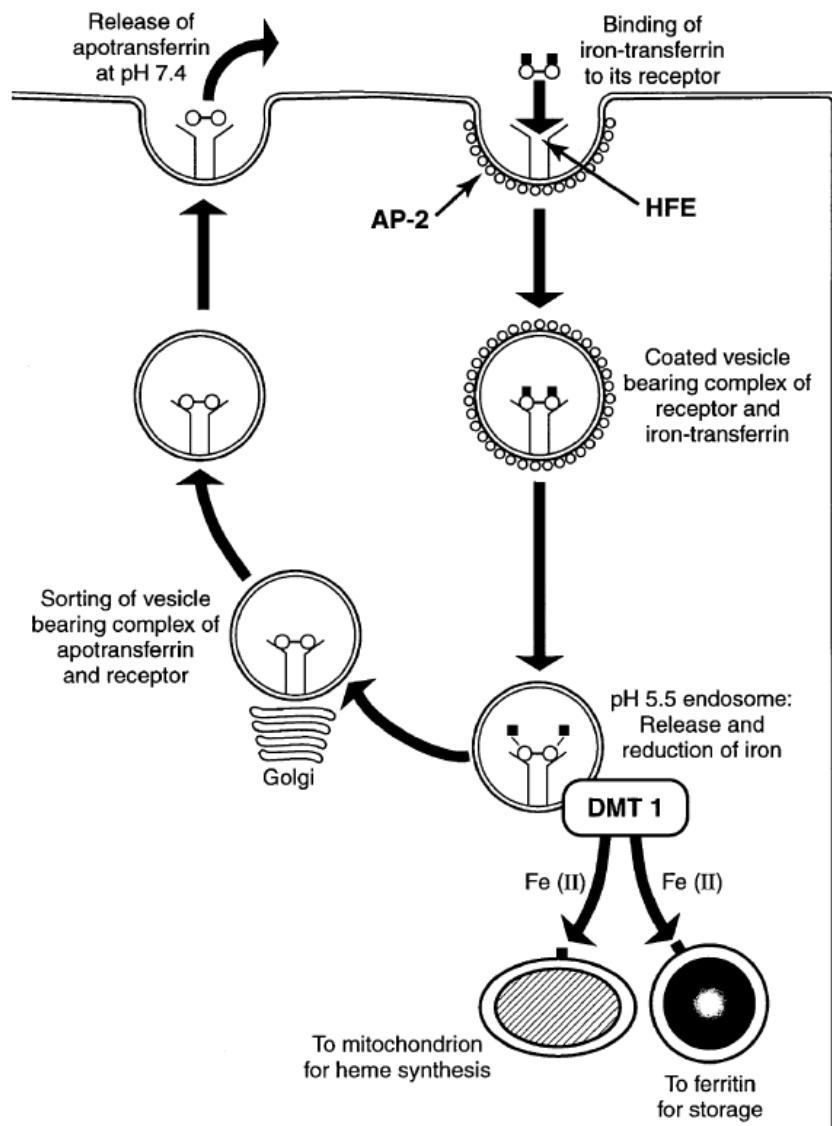 Release of
apotransferrin
at pH 7.4
Binding of
iron-transferrin
to its receptor
AP-2
HFE
Coated vesicle
bearing complex of
receptor and
iron-transferrin
Sorting of vesicle
bearing complex of
apotransferrin
and receptor
Golgi
pH 5.5 endosome:
Release and
reduction of iron
DMT 1
Fe (II)
Fe (II)
To mitochondrion
for heme synthesis
To ferritin
for storage